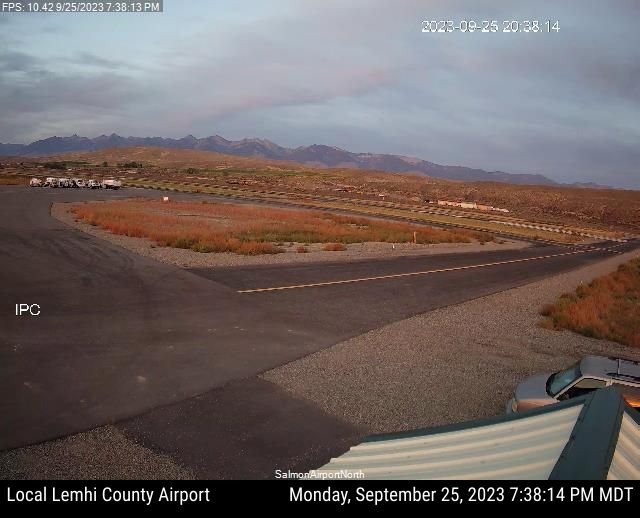 FPS: 10.42 9/25/2023 7:38:13 PM
2023-09-25 20:38:14
IPC
SalmonAirportNorth
Local Lemhi County Airport
Monday, September 25, 2023 7:38:14 PM MDT